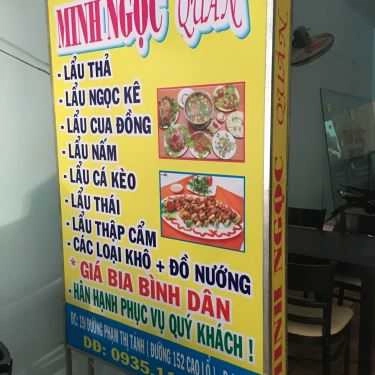 MINH NGỌC QUÁN
- LẨU THẢ
- LẨU NGỌC KÊ
- LẨU CUA ĐỒNG
- LẨU NẤM
- LẨU CÁ KÈO
- LẨU THÁI
- LẨU THẬP CẨM
- CÁC LOẠI KHÔ + ĐỒ NƯỚNG
* GIÁ BIA BÌNH DÂN
- HÂN HẠNH PHỤC VỤ QUÝ KHÁCH !
ĐC: 19 ĐƯỜNG PHẠM THỊ TÁNH ( ĐƯỜNG 152 CAO LỖ )
DĐ: 0935.1
MINH NGỌC QUÁN